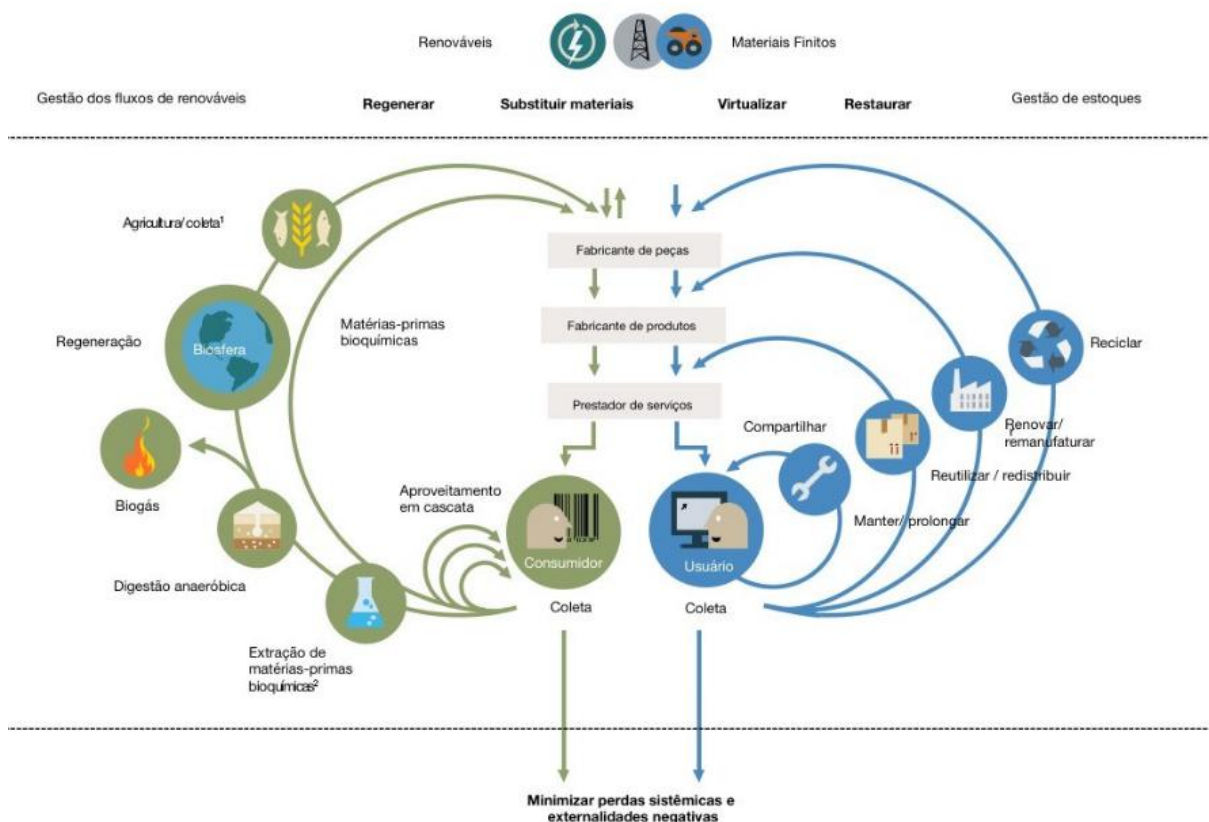 Renováveis
Materiais Finitos
Gestão dos fluxos de renováveis
Regenerar
Substituir materiais
Virtualizar
Restaurar
Gestão de estoques
Agricultura/coleta¹
Fabricante de peças
Matérias-primas
bioquímicas
Fabricante de produtos
Regeneração
Biosfera
Reciclar
Prestador de serviços
Compartilhar
Renovar/
remanufaturar
Reutilizar / redistribuir
Biogás
Aproveitamento
em cascata
Manter/ prolongar
Consumidor
Usuário
Digestão anaeróbica
Coleta
Coleta
Extração de
matérias-primas
bioquímicas²
Minimizar perdas sistêmicas e
externalidades negativas